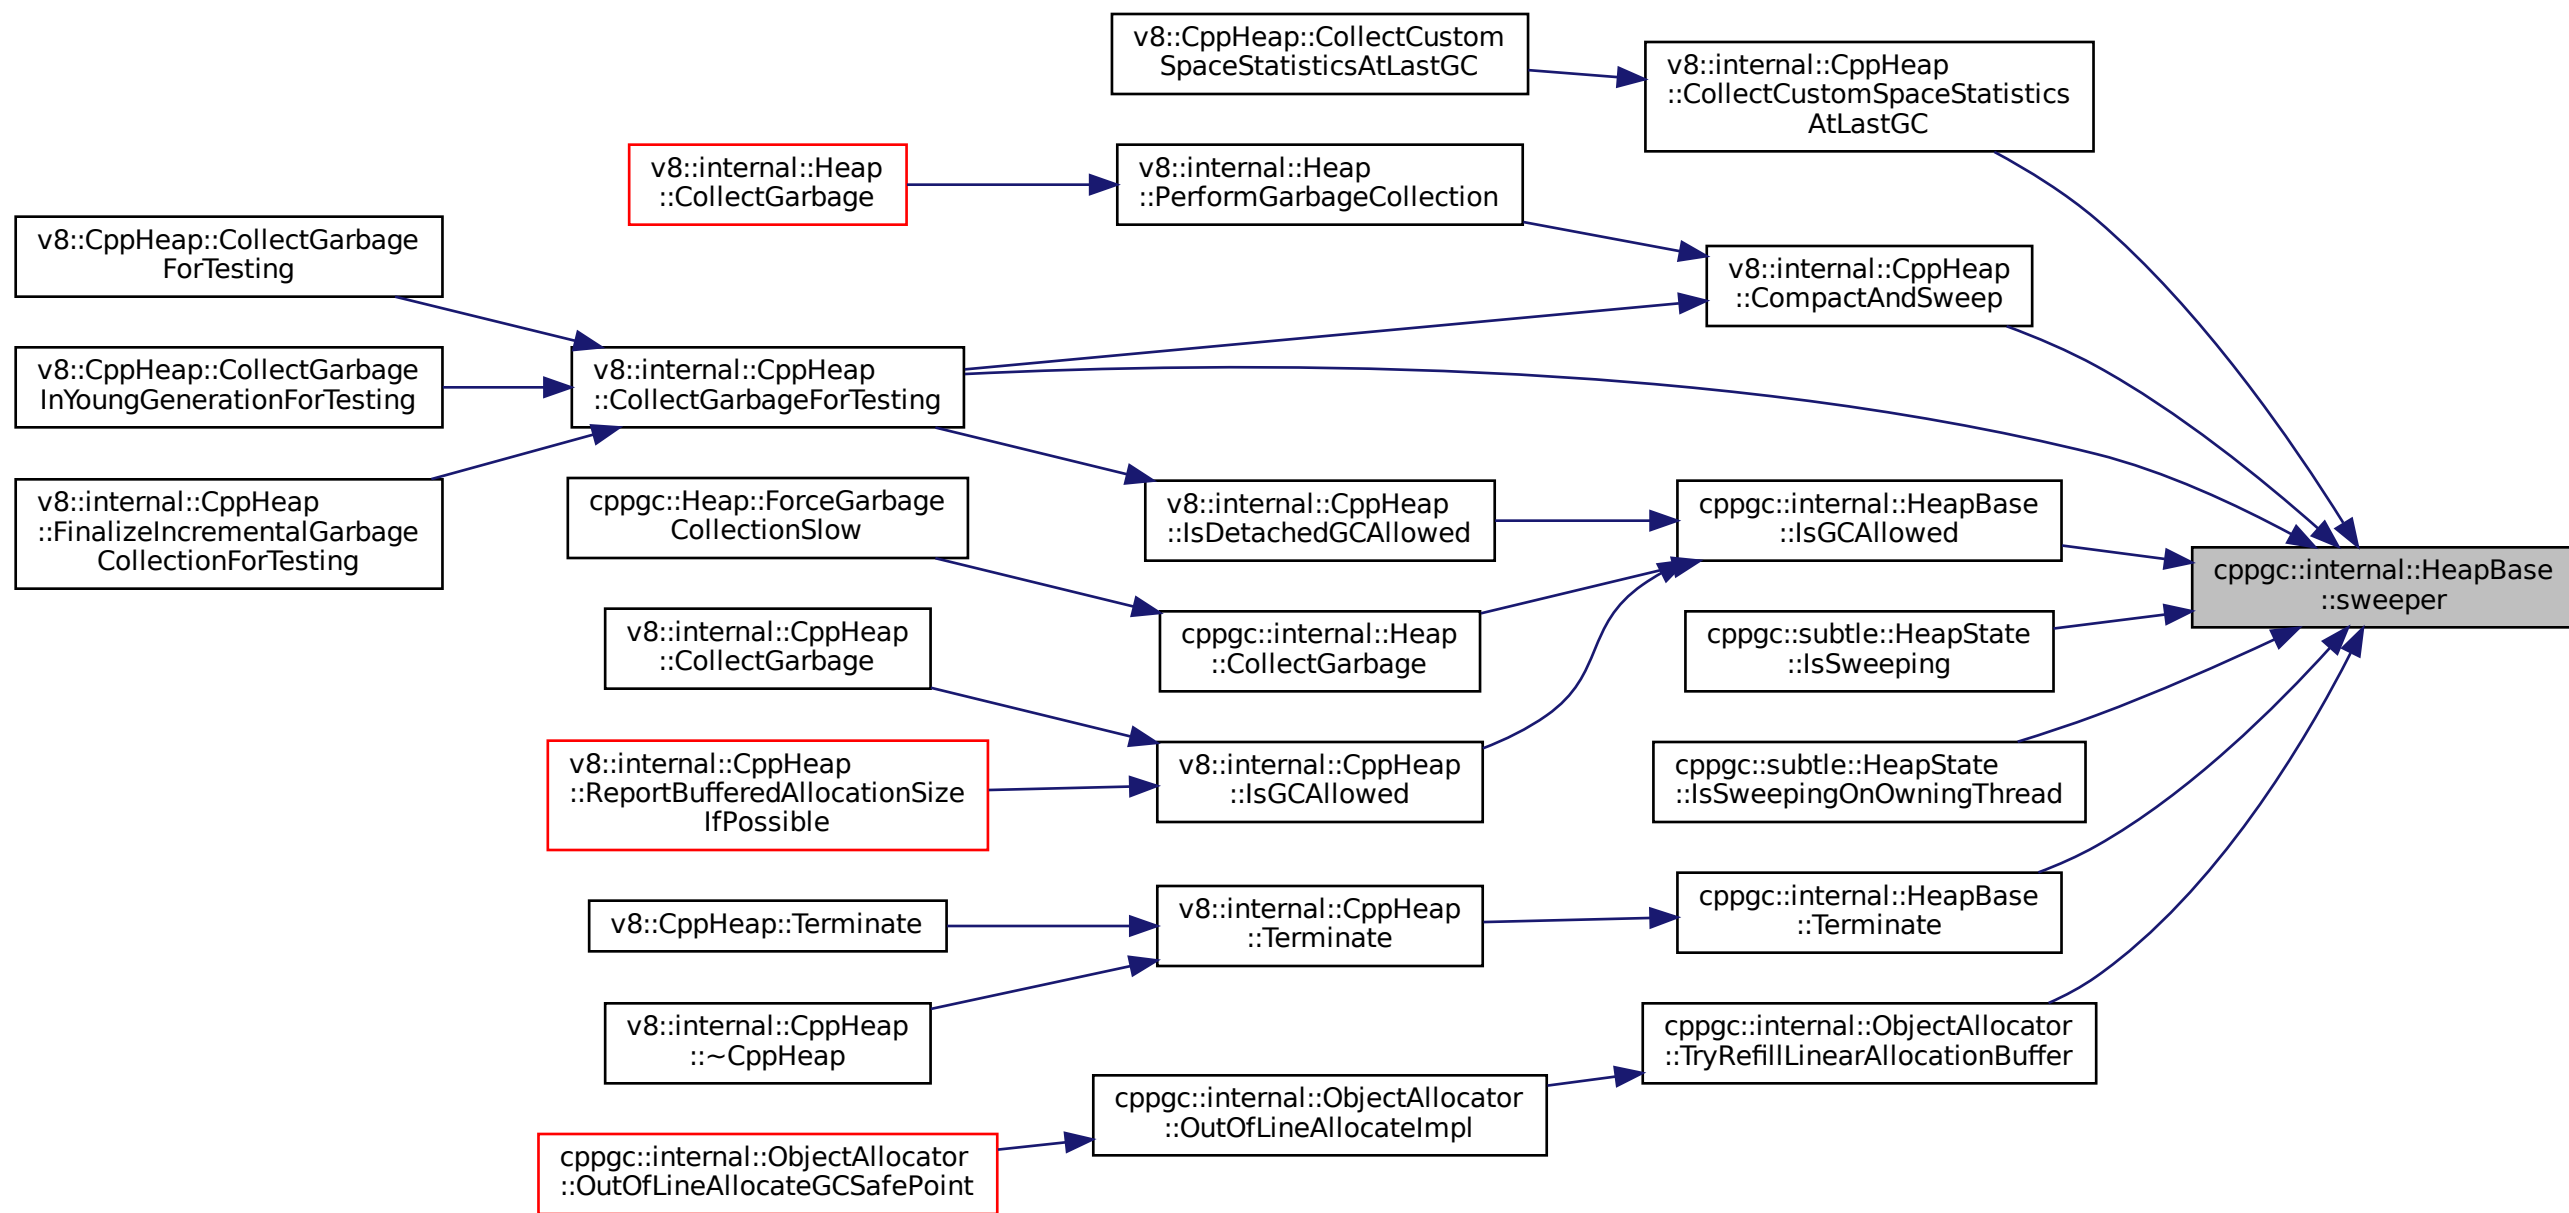 v8::CppHeap::CollectCustom
SpaceStatisticsAtLastGC
v8::internal::CppHeap
::CollectCustomSpaceStatistics
AtLastGC
v8::internal::Heap
::CollectGarbage
v8::internal::Heap
::PerformGarbageCollection
v8::CppHeap::CollectGarbage
ForTesting
v8::internal::CppHeap
::CompactAndSweep
v8::CppHeap::CollectGarbage
InYoungGenerationForTesting
v8::internal::CppHeap
::CollectGarbageForTesting
v8::internal::CppHeap
::FinalizeIncrementalGarbage
CollectionForTesting
cppgc::Heap::ForceGarbage
CollectionSlow
v8::internal::CppHeap
::IsDetachedGCAllowed
cppgc::internal::HeapBase
::IsGCAllowed
cppgc::internal::HeapBase
::sweeper
v8::internal::CppHeap
::CollectGarbage
cppgc::internal::Heap
::CollectGarbage
cppgc::subtle::HeapState
::IsSweeping
v8::internal::CppHeap
::ReportBufferedAllocationSize
IfPossible
v8::internal::CppHeap
::IsGCAllowed
cppgc::subtle::HeapState
::IsSweepingOnOwningThread
v8::CppHeap::Terminate
v8::internal::CppHeap
::Terminate
cppgc::internal::HeapBase
::Terminate
v8::internal::CppHeap
::~CppHeap
cppgc::internal::ObjectAllocator
::TryRefillLinearAllocationBuffer
cppgc::internal::ObjectAllocator
::OutOfLineAllocateImpl
cppgc::internal::ObjectAllocator
::OutOfLineAllocateGCSafePoint